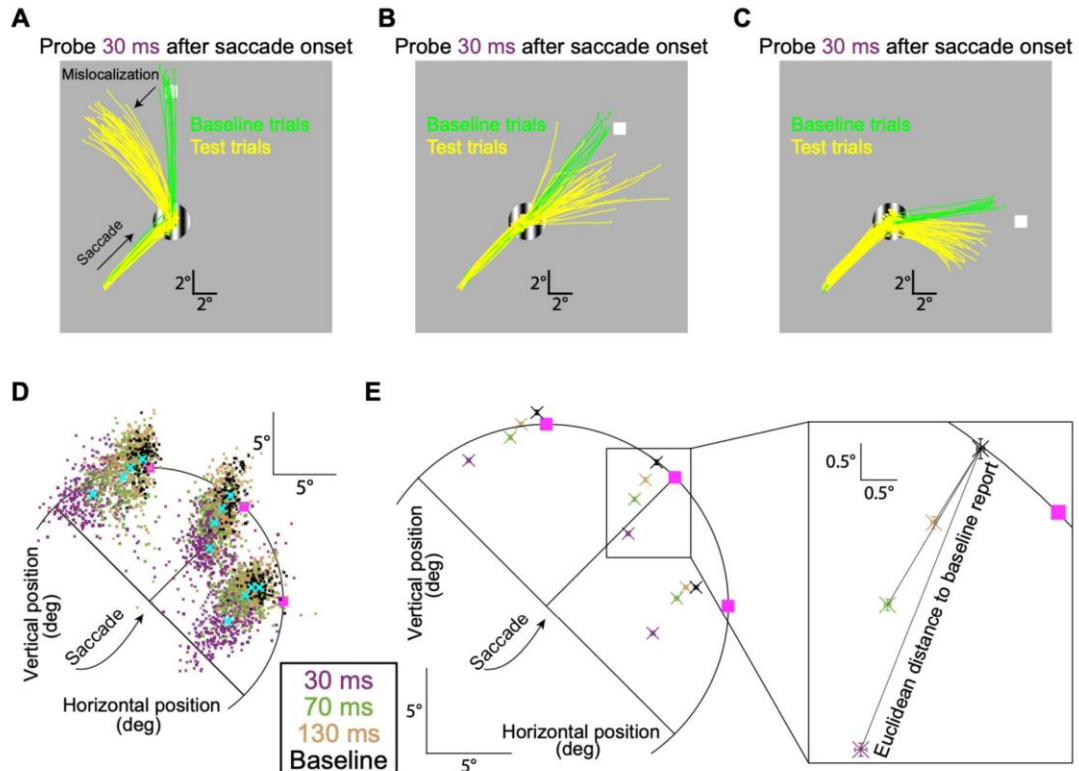 A
Probe 30 ms after saccade onset
Mislocalization
Baseline trials
Test trials
Saccade
2°
2°
B
Probe 30 ms after saccade onset
Baseline trials
Test trials
2°
2°
C
Probe 30 ms after saccade onset
Baseline trials
Test trials
2°
2°
D
5°
5°
Vertical position
(deg)
Saccade
Horizontal position
(deg)
30 ms
70 ms
130 ms
Baseline
E
Vertical position
(deg)
Saccade
5°
5°
Horizontal position
(deg)
0.5°
0.5°
Euclidean distance to baseline report